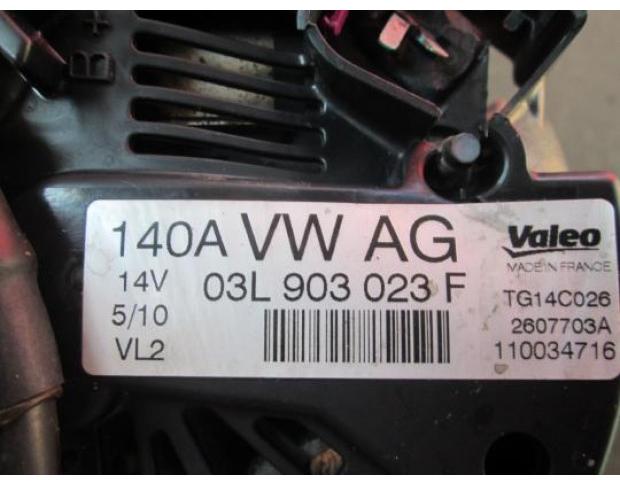 B+
140A VW AG
14V 03L 903 023 F
5/10
VL2
Valeo
MADE IN FRANCE
TG14C026
2607703A
110034716